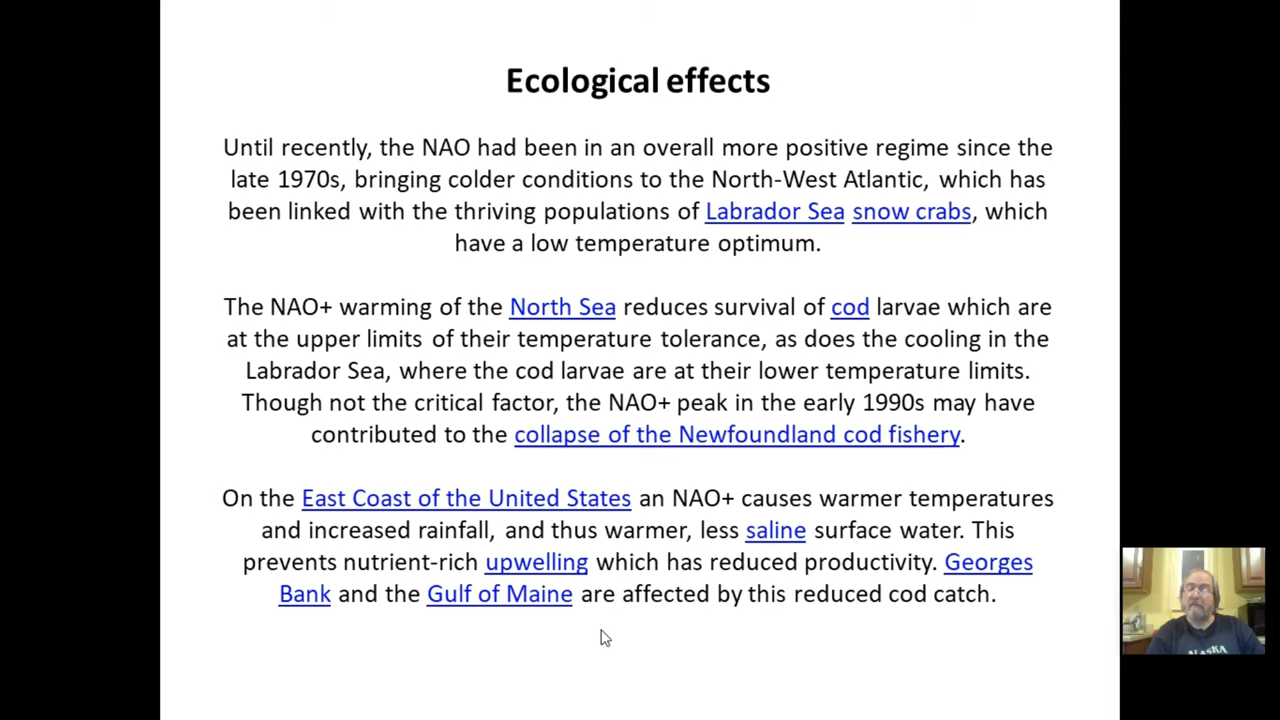 Ecological effects
Until recently, the NAO had been in an overall more positive regime since the
late 1970s, bringing colder conditions to the North-West Atlantic, which has
been linked with the thriving populations of Labrador Sea snow crabs, which
have a low temperature optimum.
The NAO+ warming of the North Sea reduces survival of cod larvae which are
at the upper limits of their temperature tolerance, as does the cooling in the
Labrador Sea, where the cod larvae are at their lower temperature limits.
Though not the critical factor, the NAO+ peak in the early 1990s may have
contributed to the collapse of the Newfoundland cod fishery.
On the East Coast of the United States an NAO+ causes warmer temperatures
and increased rainfall, and thus warmer, less saline surface water. This
prevents nutrient-rich upwelling which has reduced productivity. Georges
Bank and the Gulf of Maine are affected by this reduced cod catch.
ALASKA